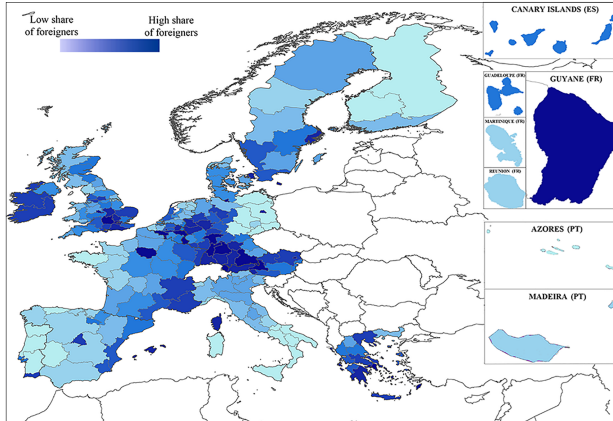 Low share
of foreigners
High share
of foreigners
CANARY ISLANDS (ES)
GUADELOUPE (FR)
GUYANE (FR)
MARTINIQUE (FR)
REUNION (FR)
AZORES (PT)
MADEIRA (PT)